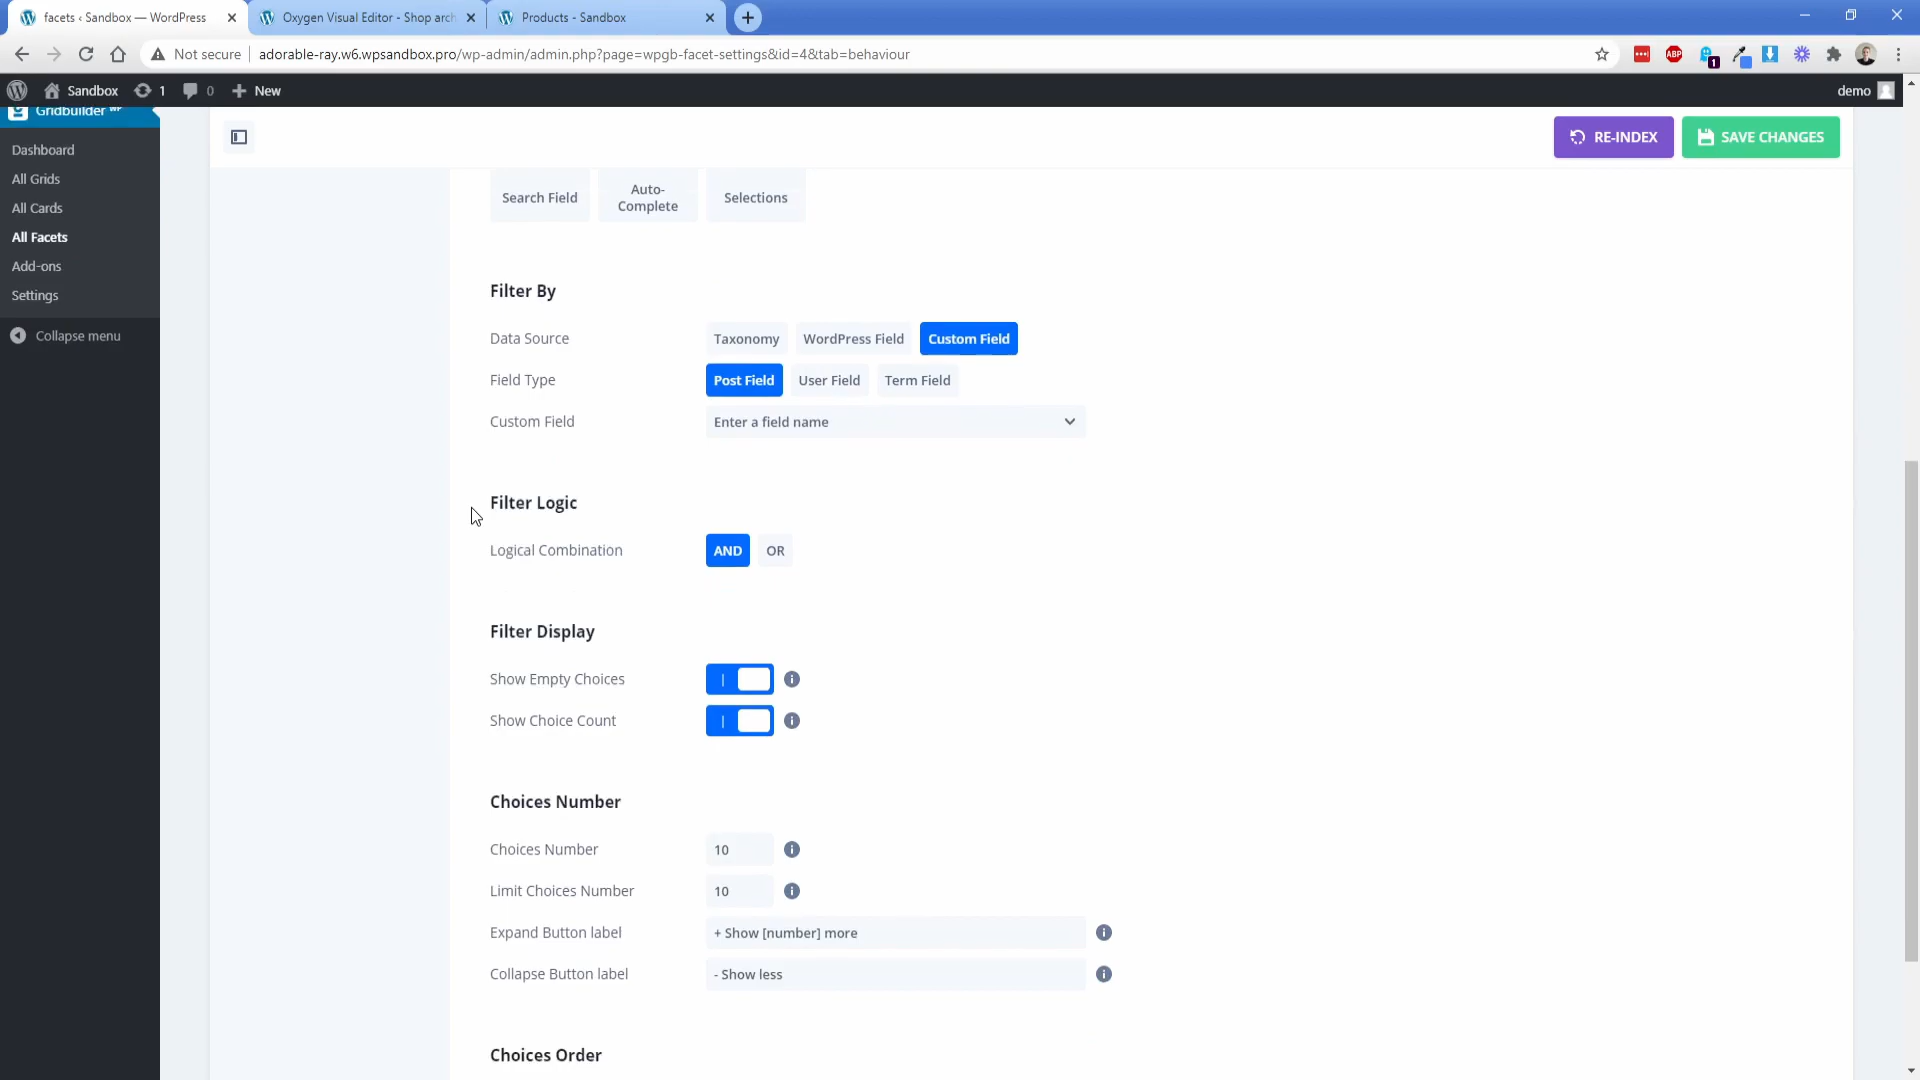 facets ‹ Sandbox — WordPress
Oxygen Visual Editor - Shop arch
Products - Sandbox
Not secure
adorable-ray.w6.wpsandbox.pro/wp-admin/admin.php?page=wpgb-facet-settings&id=4&tab=behaviour
ABP
1
Sandbox
1
0
New
demo
Gridbuilder WP
Dashboard
All Grids
All Cards
All Facets
Add-ons
Settings
Collapse menu
RE-INDEX
SAVE CHANGES
Search Field
Auto-
Complete
Selections
Filter By
Data Source
Taxonomy
WordPress Field
Custom Field
Field Type
Post Field
User Field
Term Field
Custom Field
Enter a field name
Filter Logic
Logical Combination
AND
OR
Filter Display
Show Empty Choices
Show Choice Count
Choices Number
Choices Number
10
Limit Choices Number
10
Expand Button label
+ Show [number] more
Collapse Button label
- Show less
Choices Order